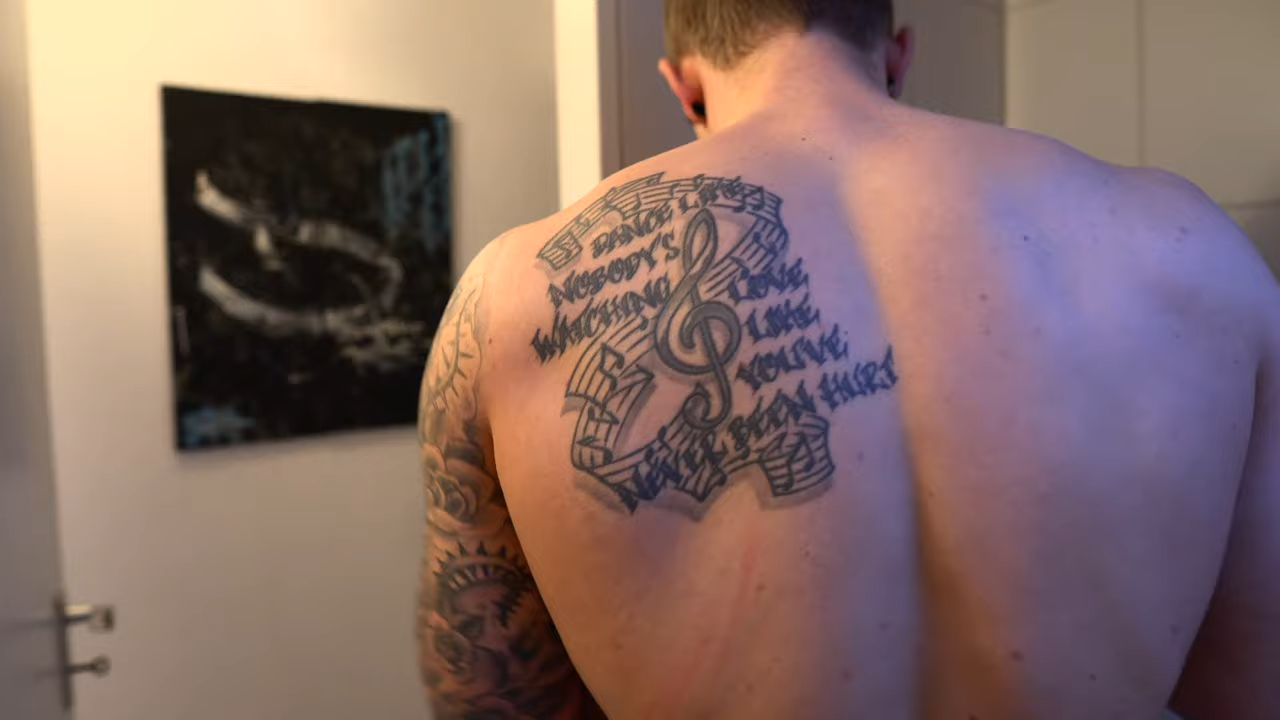 DANCE LIKE
NOBODY'S
WATCHING
LOVE
LIKE
YOU'VE
NEVER BEEN HURT